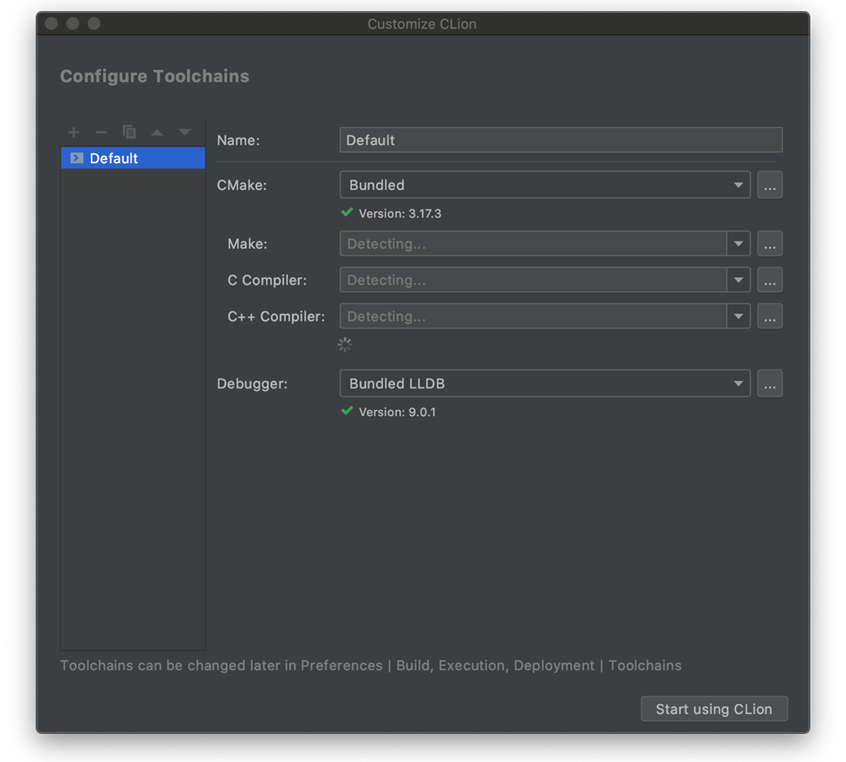 Customize CLion
Configure Toolchains
Default
Name: Default
CMake: Bundled ...
Version: 3.17.3
Make: Detecting... ...
C Compiler: Detecting... ...
C++ Compiler: Detecting... ...
Debugger: Bundled LLDB ...
Version: 9.0.1
Toolchains can be changed later in Preferences | Build, Execution, Deployment | Toolchains
Start using CLion